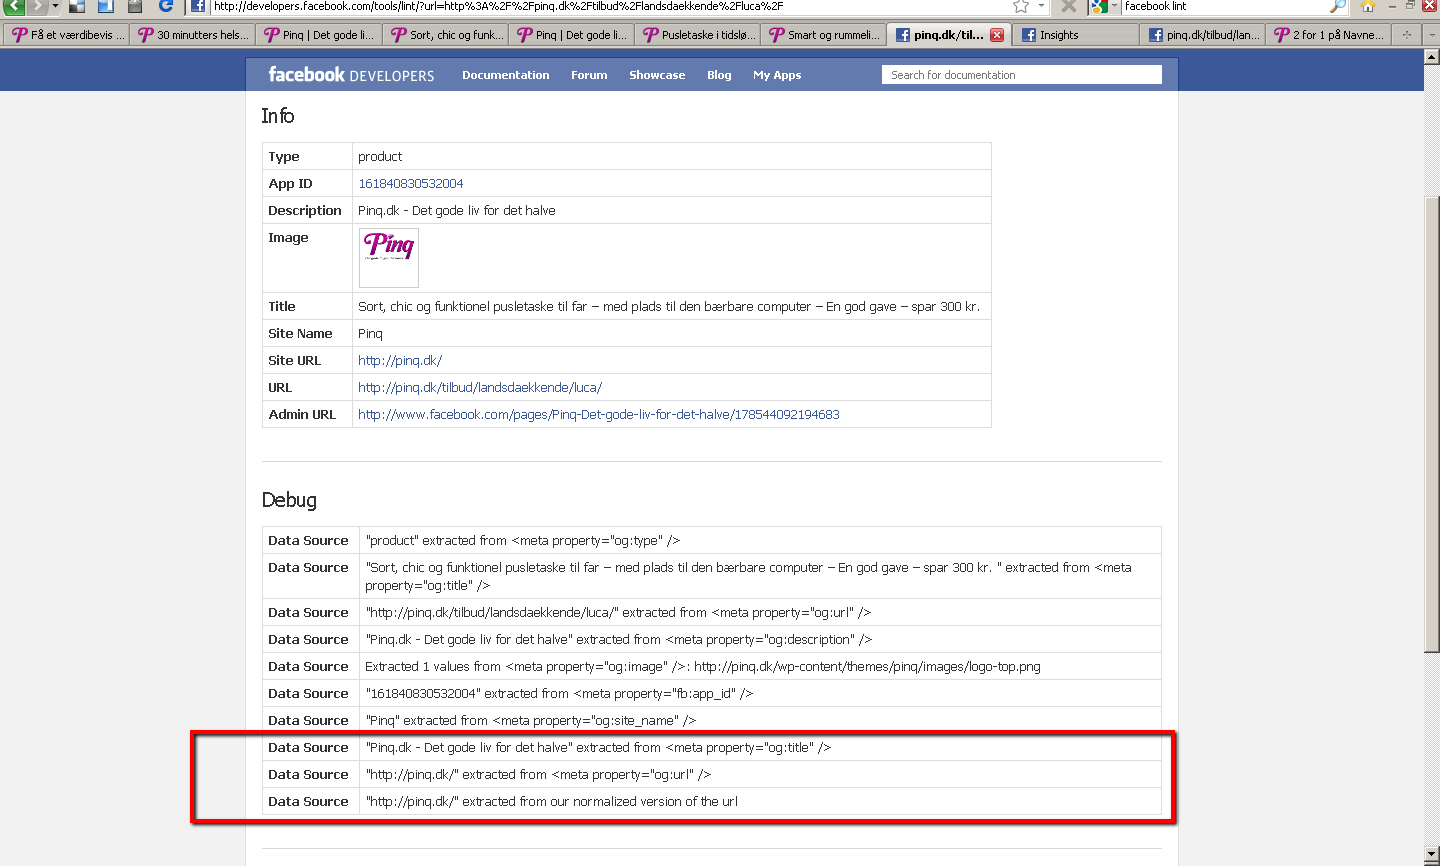 http://developers.facebook.com/tools/lint/?url=http%3A%2F%2Fpinq.dk%2Ftilbud%2Flandsdaekkende%2Fluca%2F
facebook lint
Få et værdibevis ...
30 minutters hels...
Pinq | Det gode li...
Sort, chic og funk...
Pinq | Det gode li...
Pusletaske i tidslø...
Smart og rummeli...
pinq.dk/til...
Insights
pinq.dk/tilbud/lan...
2 for 1 på Navne...
facebook DEVELOPERS
Documentation
Forum
Showcase
Blog
My Apps
Search for documentation
Info
Type product
App ID 161840830532004
Description Pinq.dk - Det gode liv for det halve
Image
Pinq
Title Sort, chic og funktionel pusletaske til far – med plads til den bærbare computer – En god gave – spar 300 kr.
Site Name Pinq
Site URL http://pinq.dk/
URL http://pinq.dk/tilbud/landsdaekkende/luca/
Admin URL http://www.facebook.com/pages/Pinq-Det-gode-liv-for-det-halve/178544092194683
Debug
Data Source "product" extracted from <meta property="og:type" />
Data Source "Sort, chic og funktionel pusletaske til far – med plads til den bærbare computer – En god gave – spar 300 kr. " extracted from <meta
property="og:title" />
Data Source "http://pinq.dk/tilbud/landsdaekkende/luca/" extracted from <meta property="og:url" />
Data Source "Pinq.dk - Det gode liv for det halve" extracted from <meta property="og:description" />
Data Source Extracted 1 values from <meta property="og:image" />: http://pinq.dk/wp-content/themes/pinq/images/logo-top.png
Data Source "161840830532004" extracted from <meta property="fb:app_id" />
Data Source "Pinq" extracted from <meta property="og:site_name" />
Data Source "Pinq.dk - Det gode liv for det halve" extracted from <meta property="og:title" />
Data Source "http://pinq.dk/" extracted from <meta property="og:url" />
Data Source "http://pinq.dk/" extracted from our normalized version of the url